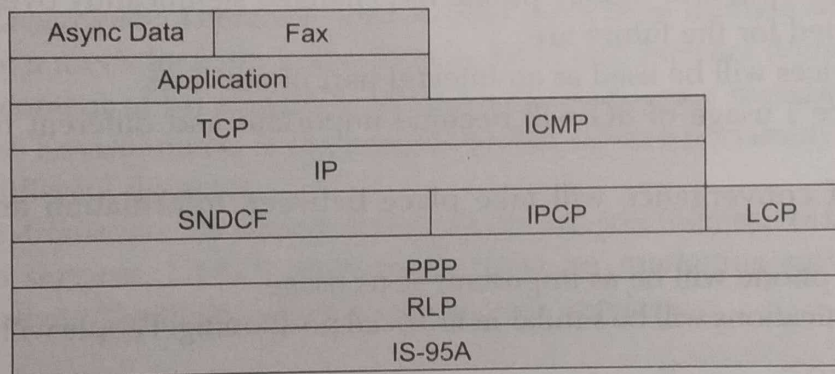 Async Data Fax
Application
TCP ICMP
IP
SNDCF IPCP LCP
PPP
RLP
IS-95A